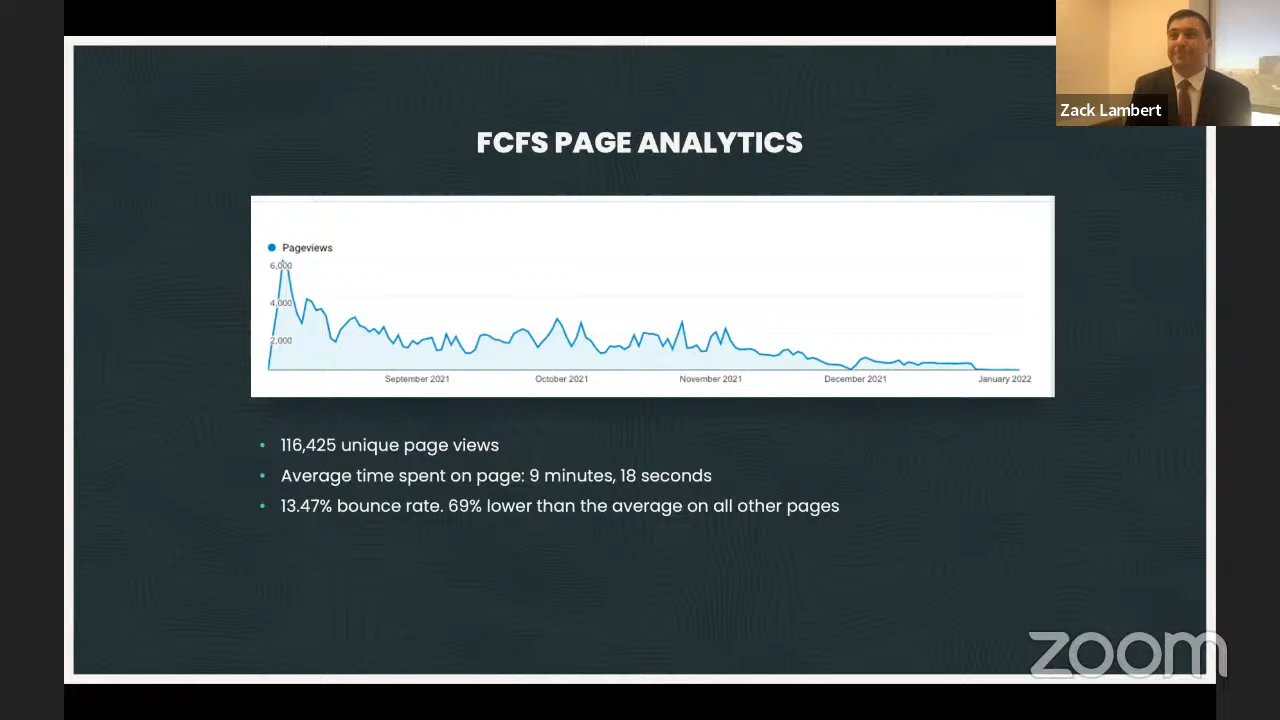 Zack Lambert
FCFS PAGE ANALYTICS
Pageviews
6,000
4,000
2,000
September 2021
October 2021
November 2021
December 2021
January 2022
• 116,425 unique page views
• Average time spent on page: 9 minutes, 18 seconds
• 13.47% bounce rate. 69% lower than the average on all other pages
zoom